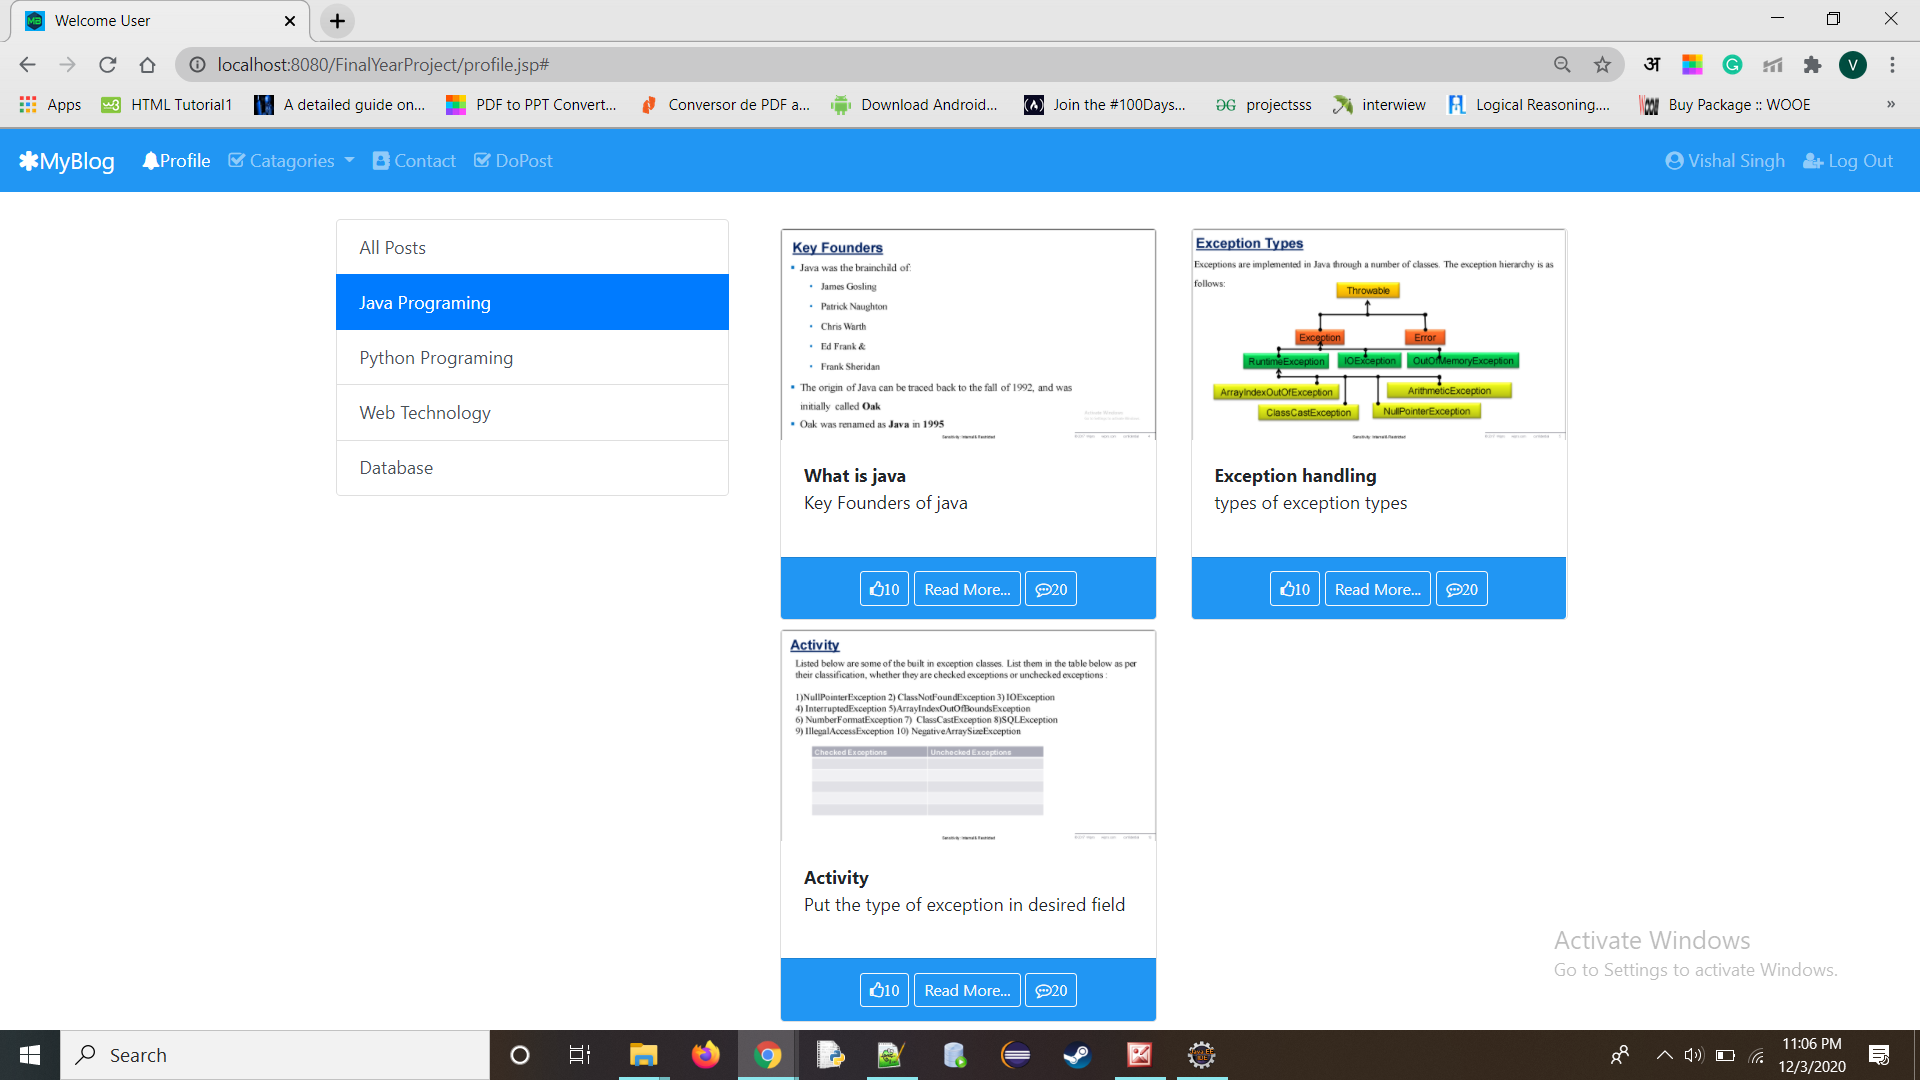 Welcome User
localhost:8080/FinalYearProject/profile.jsp#
अ
G
V
Apps
HTML Tutorial1
A detailed guide on...
PDF to PPT Convert...
Conversor de PDF a...
Download Android...
Join the #100Days...
projectsss
interwiew
Logical Reasoning....
Buy Package :: WOOE
»
MyBlog
Profile
Catagories
Contact
DoPost
Vishal Singh
Log Out
All Posts
Java Programing
Python Programing
Web Technology
Database
Key Founders
Java was the brainchild of:
James Gosling
Patrick Naughton
Chris Warth
Ed Frank &
Frank Sheridan
The origin of Java can be traced back to the fall of 1992, and was
initially called Oak
Oak was renamed as Java in 1995
Sensitivity: Internal & Restricted
What is java
Key Founders of java
10
Read More...
20
Exception Types
Exceptions are implemented in Java through a number of classes. The exception hierarchy is as
follows:
Throwable
Exception
Error
RuntimeException
IOException
OutOfMemoryException
ArrayIndexOutOfException
ArithmeticException
ClassCastException
NullPointerException
Sensitivity: Internal & Restricted
Exception handling
types of exception types
10
Read More...
20
Activity
Listed below are some of the built in exception classes. List them in the table below as per
their classification, whether they are checked exceptions or unchecked exceptions :
1)NullPointerException 2) ClassNotFoundException 3) IOException
4) InterruptedException 5)ArrayIndexOutOfBoundsException
6) NumberFormatException 7) ClassCastException 8)SQLException
9) IllegalAccessException 10) NegativeArraySizeException
Checked Exceptions
Unchecked Exceptions
Sensitivity: Internal & Restricted
Activity
Put the type of exception in desired field
10
Read More...
20
Activate Windows
Go to Settings to activate Windows.
Search
11:06 PM
12/3/2020